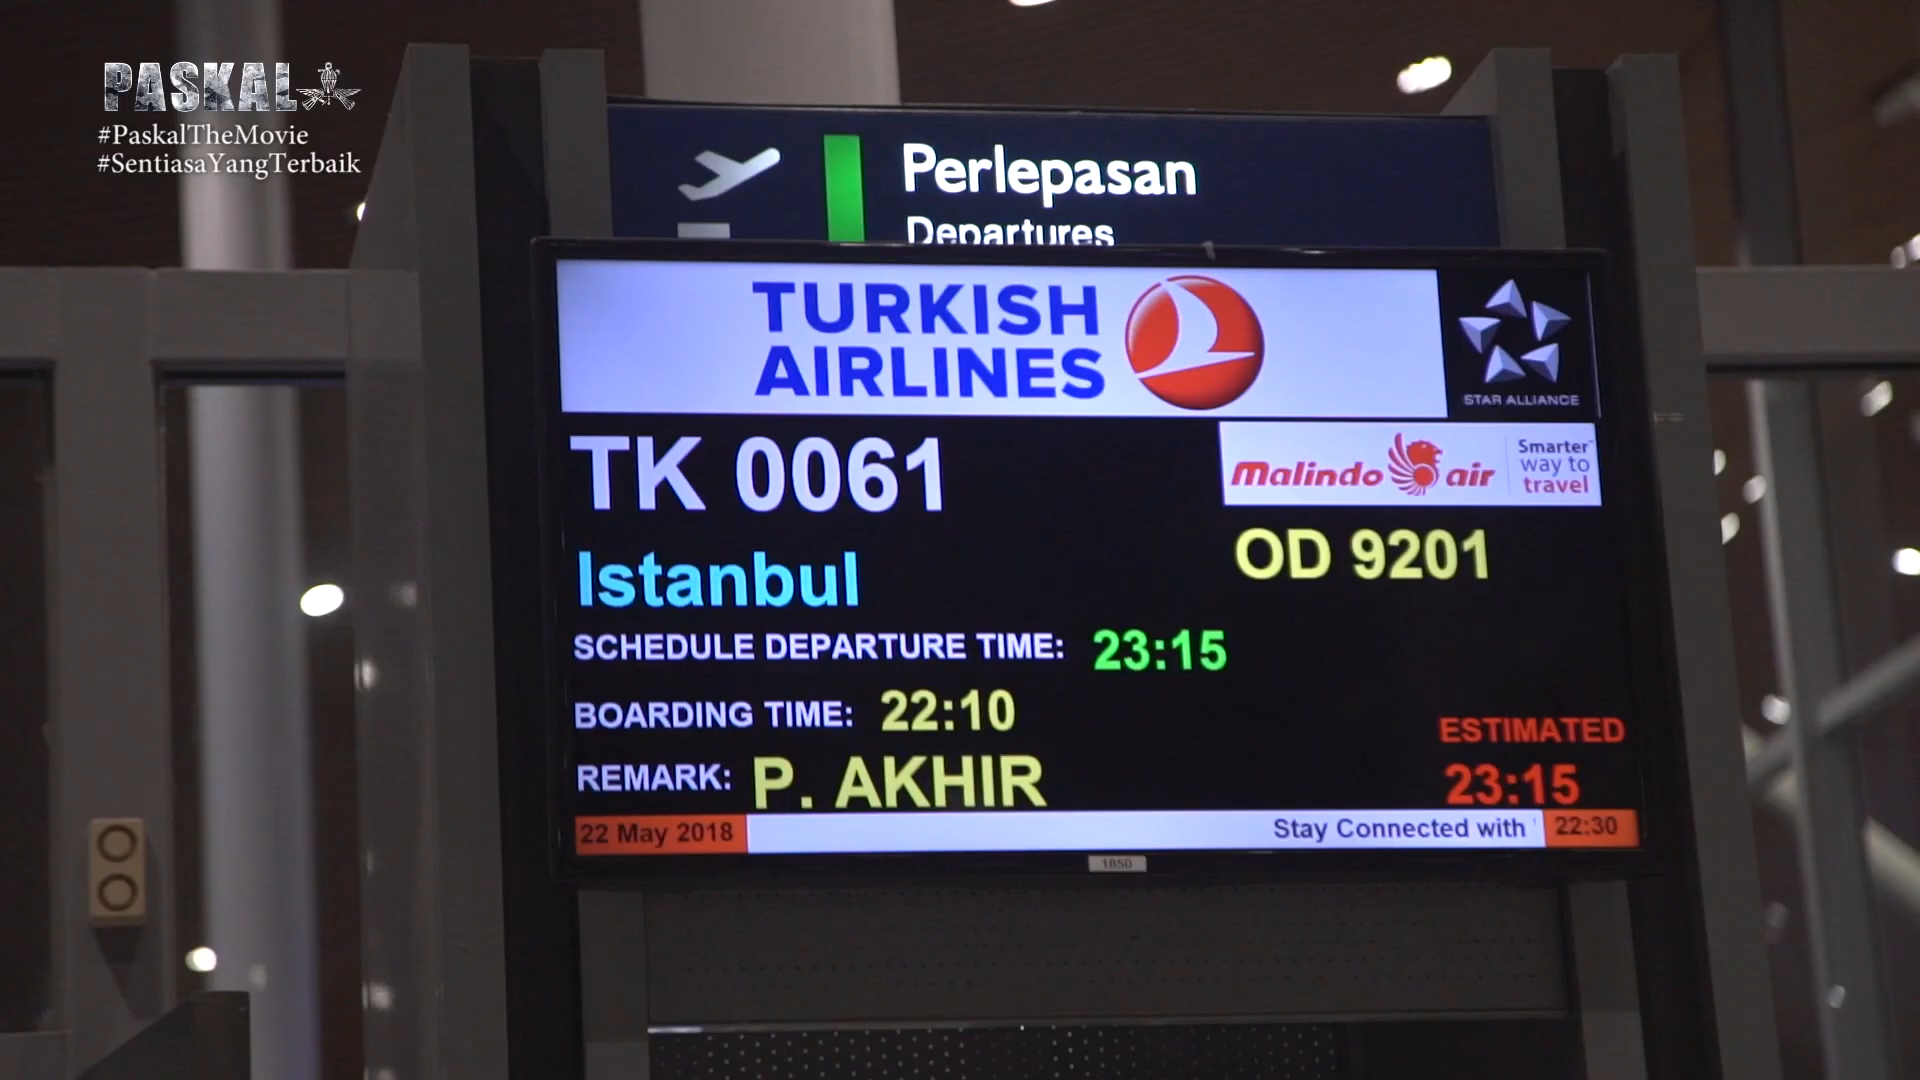 PASKAL
#PaskalTheMovie
#SentiasaYangTerbaik
Perlepasan
Departures
TURKISH
AIRLINES
STAR ALLIANCE
TK 0061
Malindo air
Smarter
way to
travel
OD 9201
Istanbul
SCHEDULE DEPARTURE TIME: 23:15
BOARDING TIME: 22:10
ESTIMATED
REMARK: P. AKHIR
23:15
22 May 2018
Stay Connected with
22:30
1850